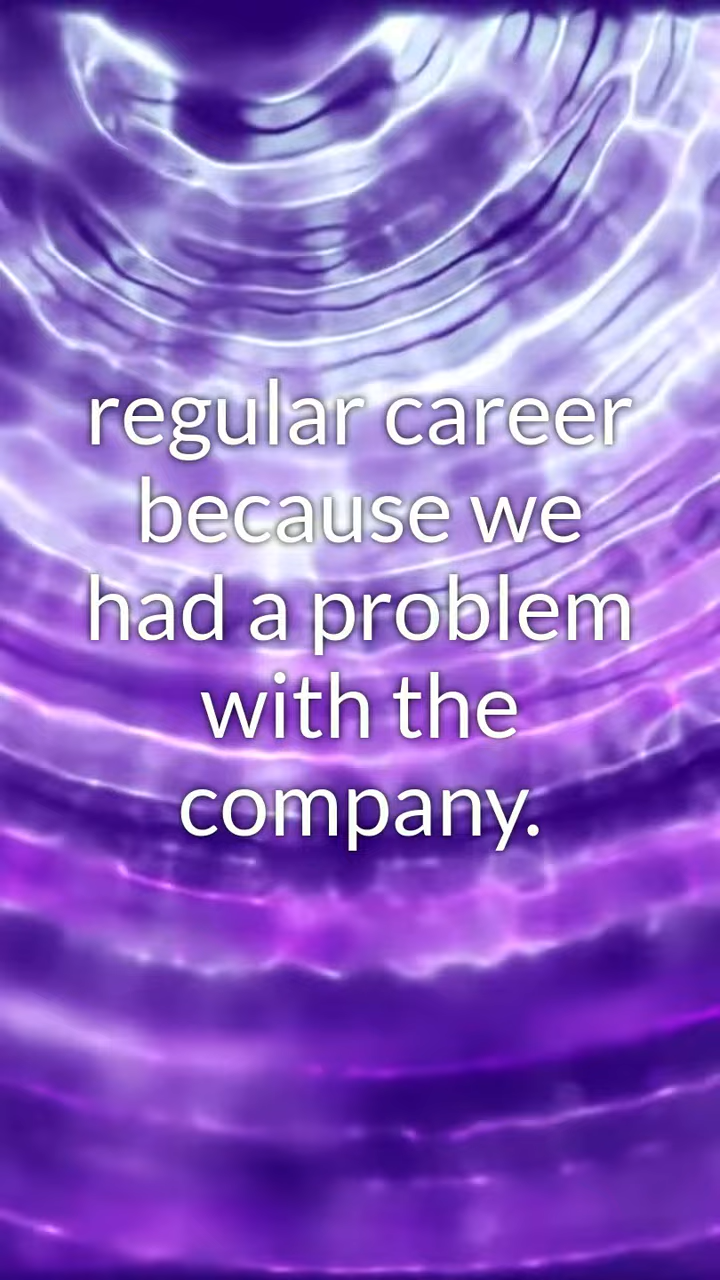 regular career
because we
had a problem
with the
company.